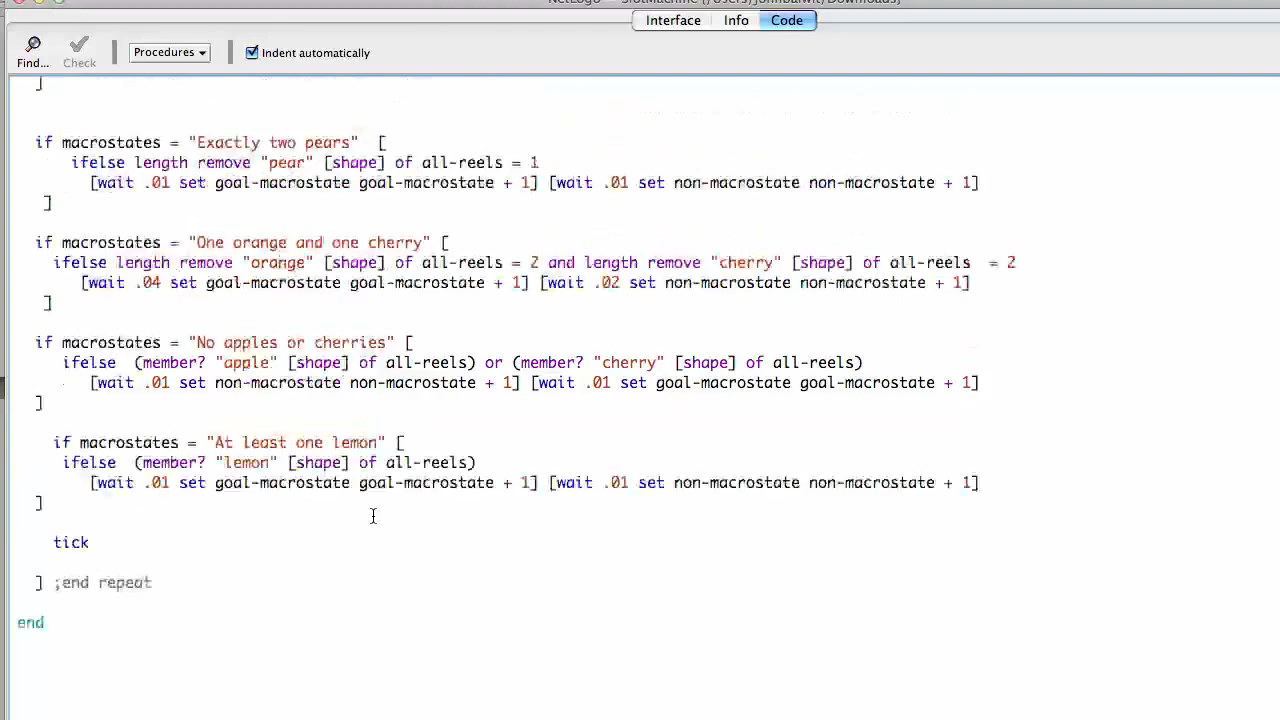 NetLogo — SlotMachine {/Users/johnbalwit/Downloads}
Interface Info Code
Find... Check Procedures Indent automatically
]
if macrostates = "Exactly two pears" [
ifelse length remove "pear" [shape] of all-reels = 1
[wait .01 set goal-macrostate goal-macrostate + 1] [wait .01 set non-macrostate non-macrostate + 1]
]
if macrostates = "One orange and one cherry" [
ifelse length remove "orange" [shape] of all-reels = 2 and length remove "cherry" [shape] of all-reels = 2
[wait .04 set goal-macrostate goal-macrostate + 1] [wait .02 set non-macrostate non-macrostate + 1]
]
if macrostates = "No apples or cherries" [
ifelse (member? "apple" [shape] of all-reels) or (member? "cherry" [shape] of all-reels)
[wait .01 set non-macrostate non-macrostate + 1] [wait .01 set goal-macrostate goal-macrostate + 1]
]
if macrostates = "At least one lemon" [
ifelse (member? "lemon" [shape] of all-reels)
[wait .01 set goal-macrostate goal-macrostate + 1] [wait .01 set non-macrostate non-macrostate + 1]
]
tick
] ;end repeat
end